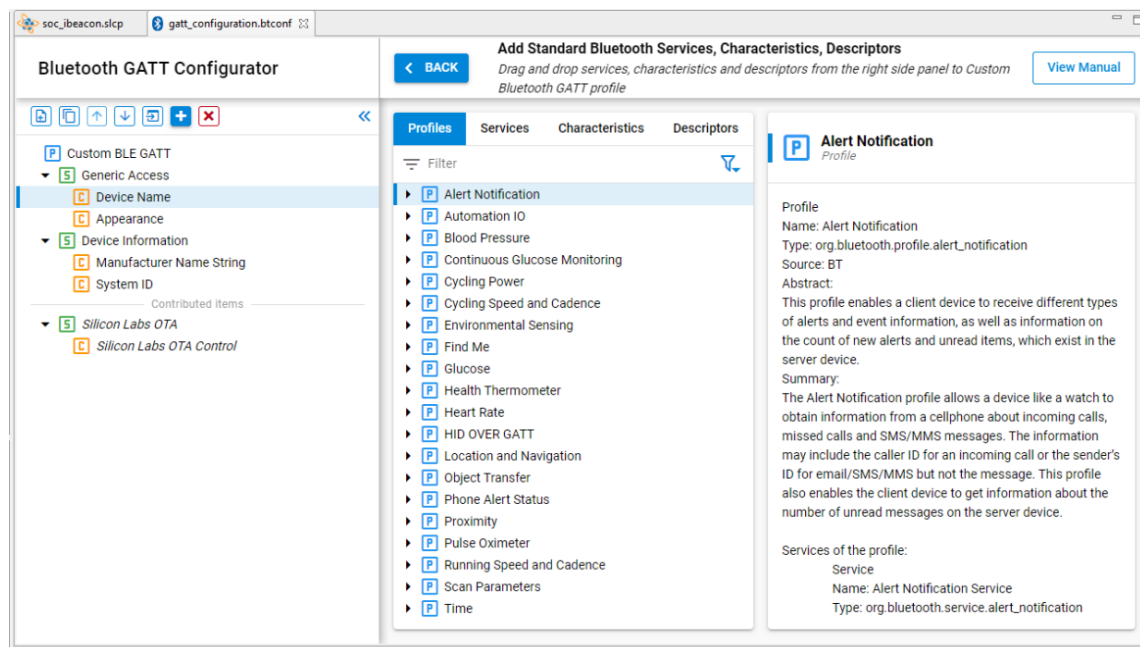 soc_ibeacon.slcp
gatt_configuration.btconf
Bluetooth GATT Configurator
Custom BLE GATT
Generic Access
Device Name
Appearance
Device Information
Manufacturer Name String
System ID
Contributed items
Silicon Labs OTA
Silicon Labs OTA Control
BACK
Add Standard Bluetooth Services, Characteristics, Descriptors
Drag and drop services, characteristics and descriptors from the right side panel to Custom
Bluetooth GATT profile
View Manual
Profiles
Services
Characteristics
Descriptors
Filter
P Alert Notification
P Automation IO
P Blood Pressure
P Continuous Glucose Monitoring
P Cycling Power
P Cycling Speed and Cadence
P Environmental Sensing
P Find Me
P Glucose
P Health Thermometer
P Heart Rate
P HID OVER GATT
P Location and Navigation
P Object Transfer
P Phone Alert Status
P Proximity
P Pulse Oximeter
P Running Speed and Cadence
P Scan Parameters
P Time
P Alert Notification
Profile
Profile
Name: Alert Notification
Type: org.bluetooth.profile.alert_notification
Source: BT
Abstract:
This profile enables a client device to receive different types
of alerts and event information, as well as information on
the count of new alerts and unread items, which exist in the
server device.
Summary:
The Alert Notification profile allows a device like a watch to
obtain information from a cellphone about incoming calls,
missed calls and SMS/MMS messages. The information
may include the caller ID for an incoming call or the sender's
ID for email/SMS/MMS but not the message. This profile
also enables the client device to get information about the
number of unread messages on the server device.
Services of the profile:
Service
Name: Alert Notification Service
Type: org.bluetooth.service.alert_notification